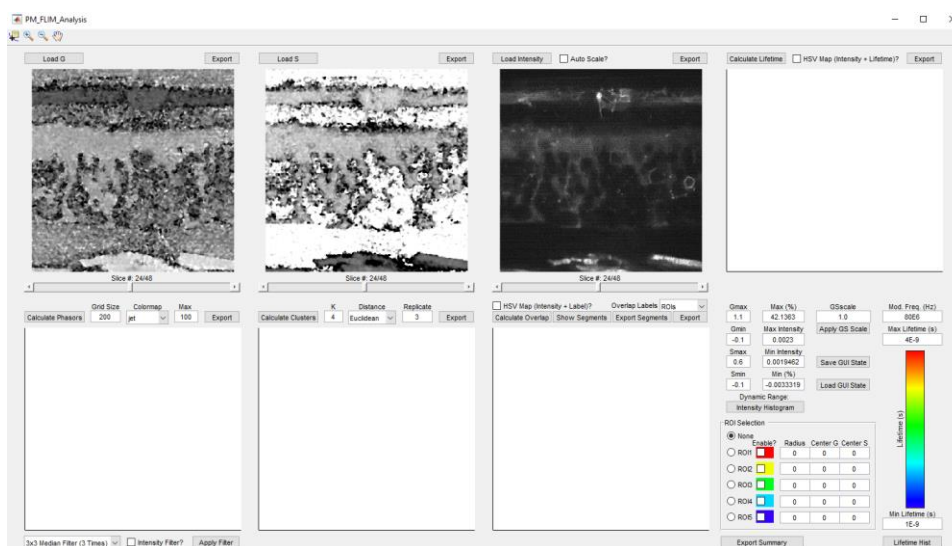 PM_FLIM_Analysis
Load G
Export
Load S
Export
Load Intensity
Auto Scale?
Export
Calculate Lifetime
HSV Map (Intensity + Lifetime)?
Export
Slice #: 24/48
Slice #: 24/48
Slice #: 24/48
Grid Size
Colormap
Max
Calculate Phasors
200
jet
100
Export
K
Distance
Replicate
Calculate Clusters
4
Euclidean
3
Export
HSV Map (Intensity + Label)?
Overlap Labels
ROIs
Calculate Overlap
Show Segments
Export Segments
Export
Gmax
Max (%)
GSscale
Mod. Freq. (Hz)
1.1
42.1363
1.0
80E6
Gmin
Max Intensity
Apply GS Scale
Max Lifetime (s)
-0.1
0.0023
4E-9
Smax
Min Intensity
0.6
0.0019462
Save GUI State
Smin
Min (%)
-0.1
-0.0033319
Load GUI State
Dynamic Range:
Intensity Histogram
ROI Selection
None
Enable?
Radius
Center G
Center S
ROI1
0
0
0
ROI2
0
0
0
ROI3
0
0
0
ROI4
0
0
0
ROI5
0
0
0
Lifetime (s)
Min Lifetime (s)
1E-9
3x3 Median Filter (3 Times)
Intensity Filter?
Apply Filter
Export Summary
Lifetime Hist